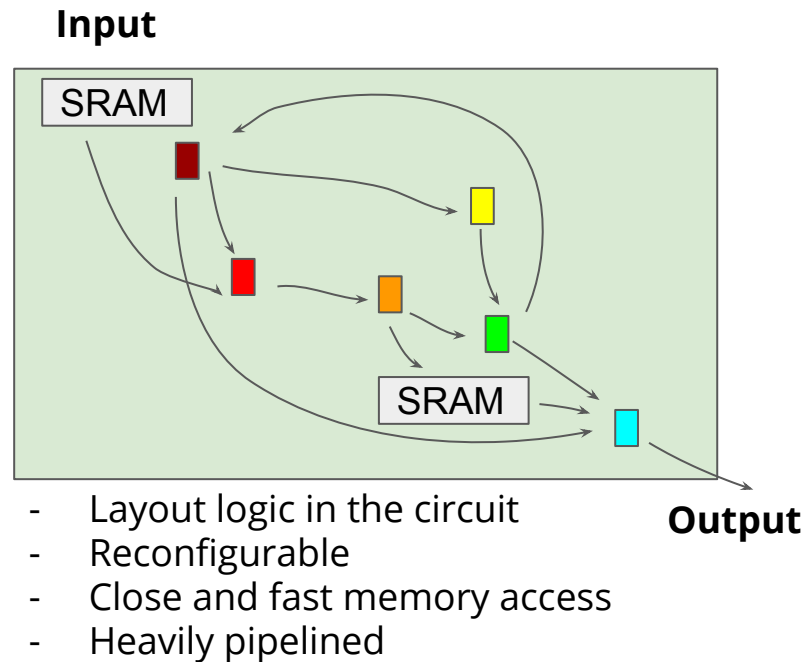 Input
SRAM
SRAM
Output
- Layout logic in the circuit
- Reconfigurable
- Close and fast memory access
- Heavily pipelined